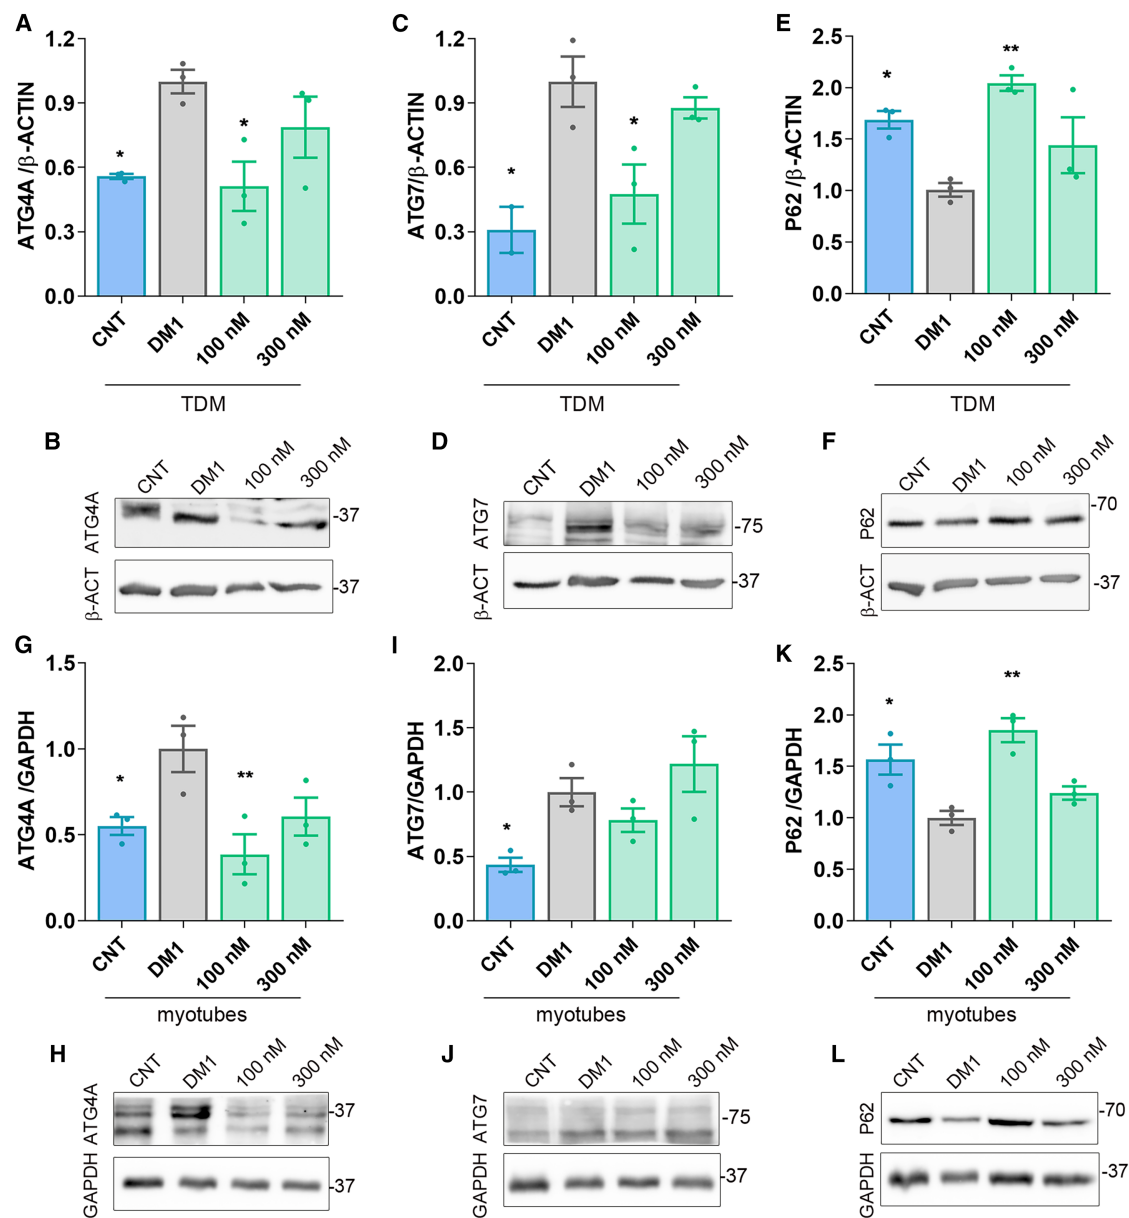 A
ATG4A /β-ACTIN
1.2
0.9
0.6
0.3
0.0
*
*
CNT
DM1
100 nM
300 nM
TDM
C
ATG7/β-ACTIN
1.2
0.9
0.6
0.3
0.0
*
*
CNT
DM1
100 nM
300 nM
TDM
E
P62 /β-ACTIN
2.5
2.0
1.5
1.0
0.5
0.0
*
**
CNT
DM1
100 nM
300 nM
TDM
B
CNT
DM1
100 nM
300 nM
ATG4A
-37
β-ACT
-37
D
CNT
DM1
100 nM
300 nM
ATG7
-75
β-ACT
-37
F
CNT
DM1
100 nM
300 nM
P62
-70
β-ACT
-37
G
ATG4A /GAPDH
1.5
1.0
0.5
0.0
*
**
CNT
DM1
100 nM
300 nM
myotubes
I
ATG7/GAPDH
2.0
1.5
1.0
0.5
0.0
*
CNT
DM1
100 nM
300 nM
myotubes
K
P62 /GAPDH
2.5
2.0
1.5
1.0
0.5
0.0
*
**
CNT
DM1
100 nM
300 nM
myotubes
H
CNT
DM1
100 nM
300 nM
ATG4A
-37
GAPDH
-37
J
CNT
DM1
100 nM
300 nM
ATG7
-75
GAPDH
-37
L
CNT
DM1
100 nM
300 nM
P62
-70
GAPDH
-37